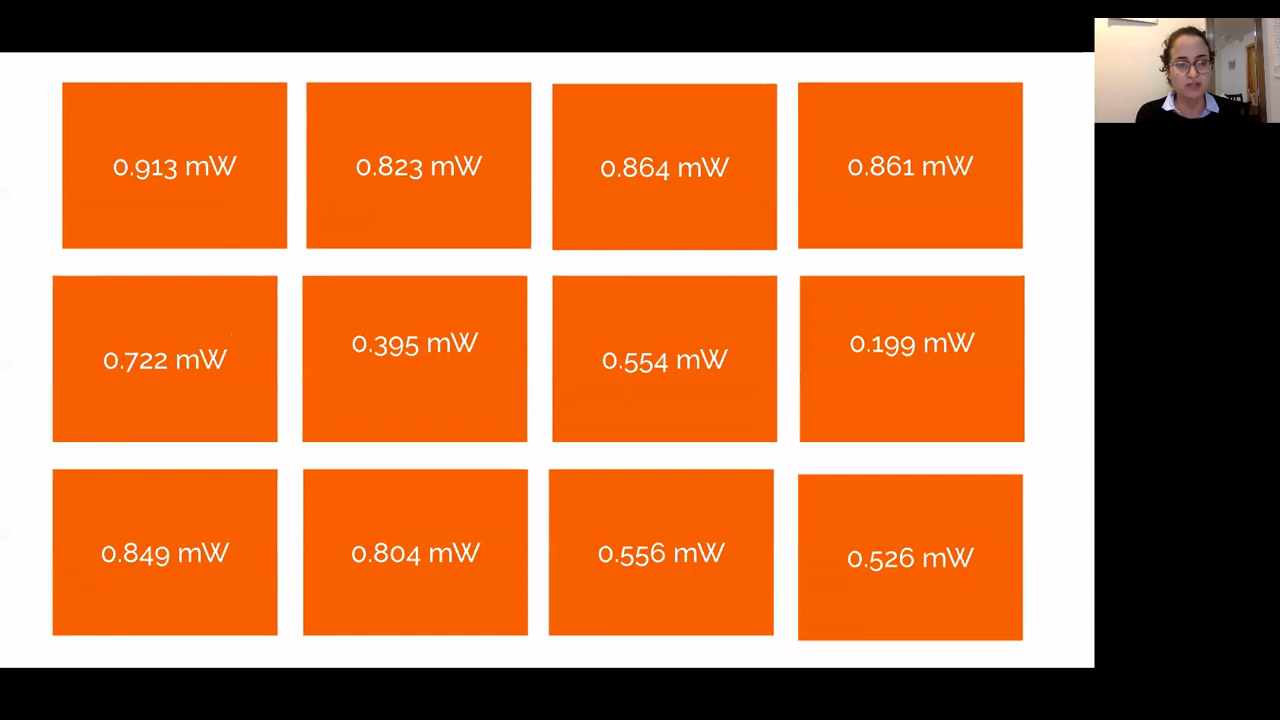 0.913 mW
0.823 mW
0.864 mW
0.861 mW
0.722 mW
0.395 mW
0.554 mW
0.199 mW
0.849 mW
0.804 mW
0.556 mW
0.526 mW